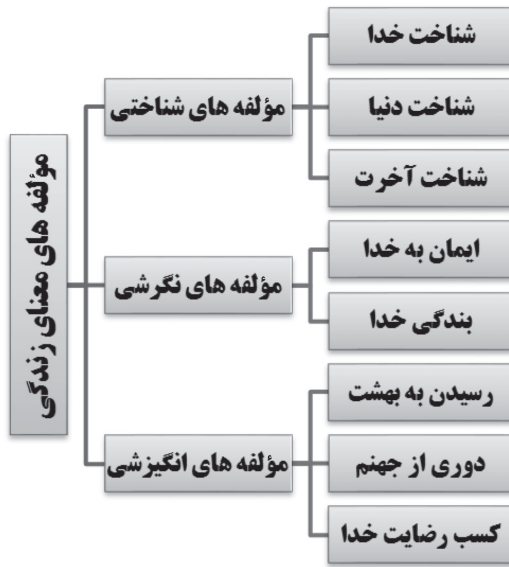 مؤلفه های معنای زندگی
مؤلفه های شناختی
شناخت خدا
شناخت دنیا
شناخت آخرت
مؤلفه های نگرشی
ایمان به خدا
بندگی خدا
مؤلفه های انگیزشی
رسیدن به بهشت
دوری از جهنم
کسب رضایت خدا